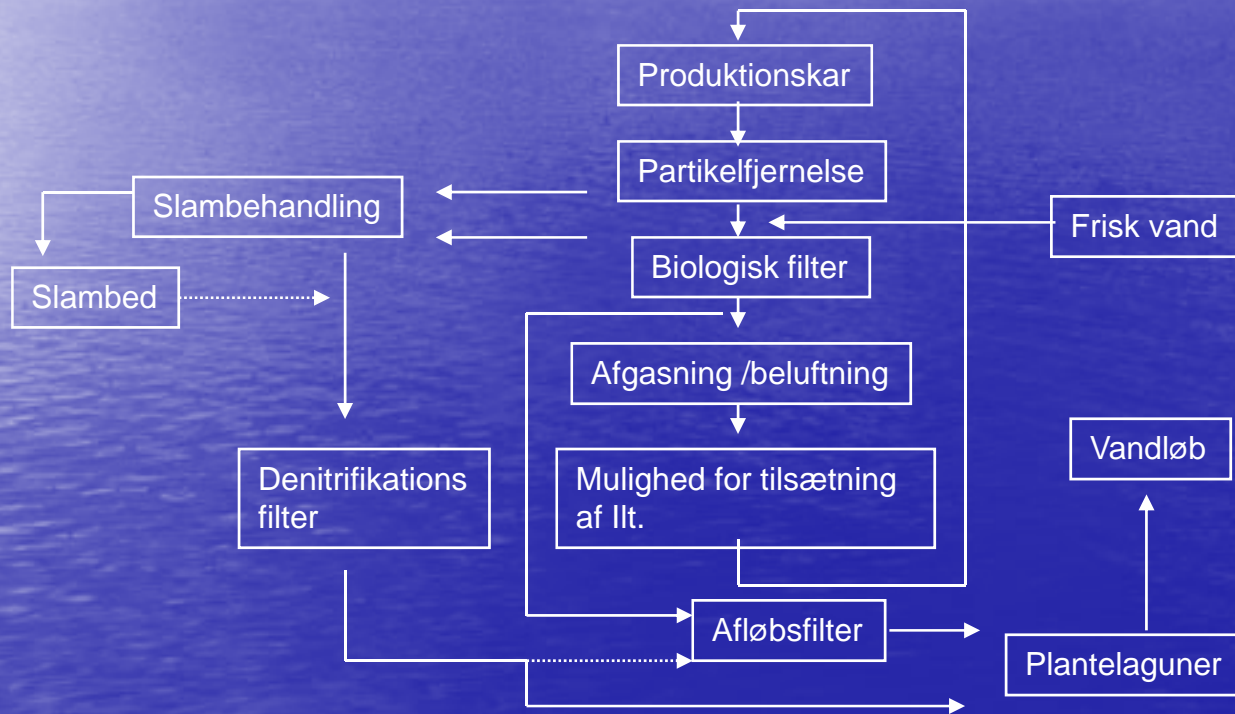 Produktionskar
Partikelfjernelse
Slambehandling
Frisk vand
Biologisk filter
Slambed
Afgasning /beluftning
Vandløb
Denitrifikations
filter
Mulighed for tilsætning
af Ilt.
Afløbsfilter
Plantelaguner